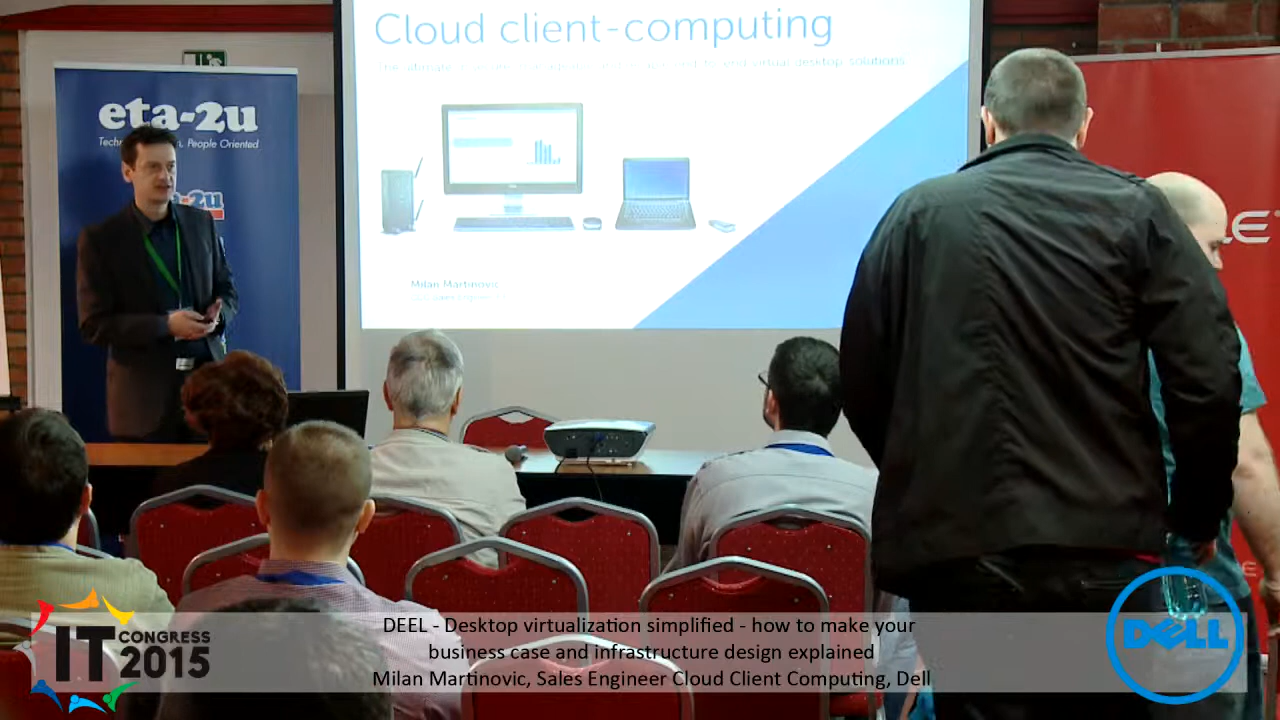 Cloud client-computing
eta-2u
People Oriented
Milan Martinovic
IT CONGRESS
2015
DEEL - Desktop virtualization simplified - how to make your
business case and infrastructure design explained
Milan Martinovic, Sales Engineer Cloud Client Computing, Dell
DELL